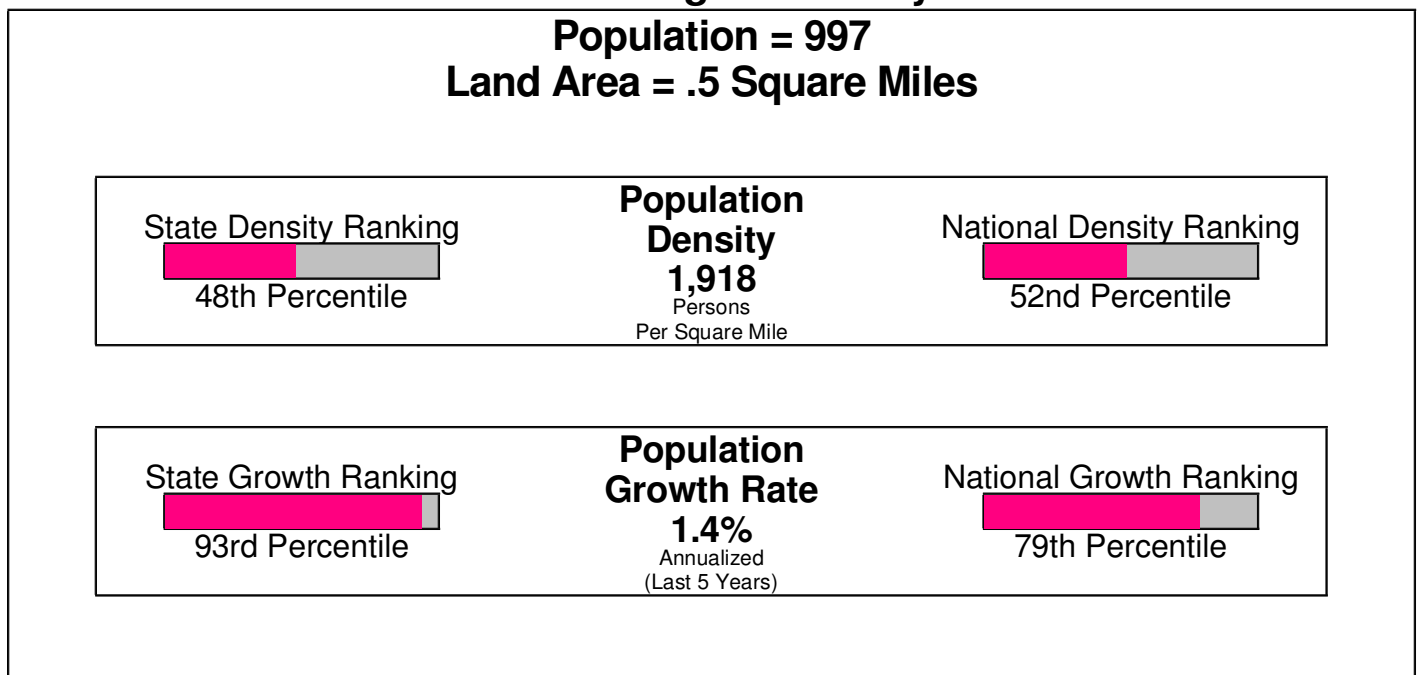 Population = 997
Land Area = .5 Square Miles
State Density Ranking
48th Percentile
Population
Density
1,918
Persons
Per Square Mile
National Density Ranking
52nd Percentile
State Growth Ranking
93rd Percentile
Population
Growth Rate
1.4%
Annualized
(Last 5 Years)
National Growth Ranking
79th Percentile